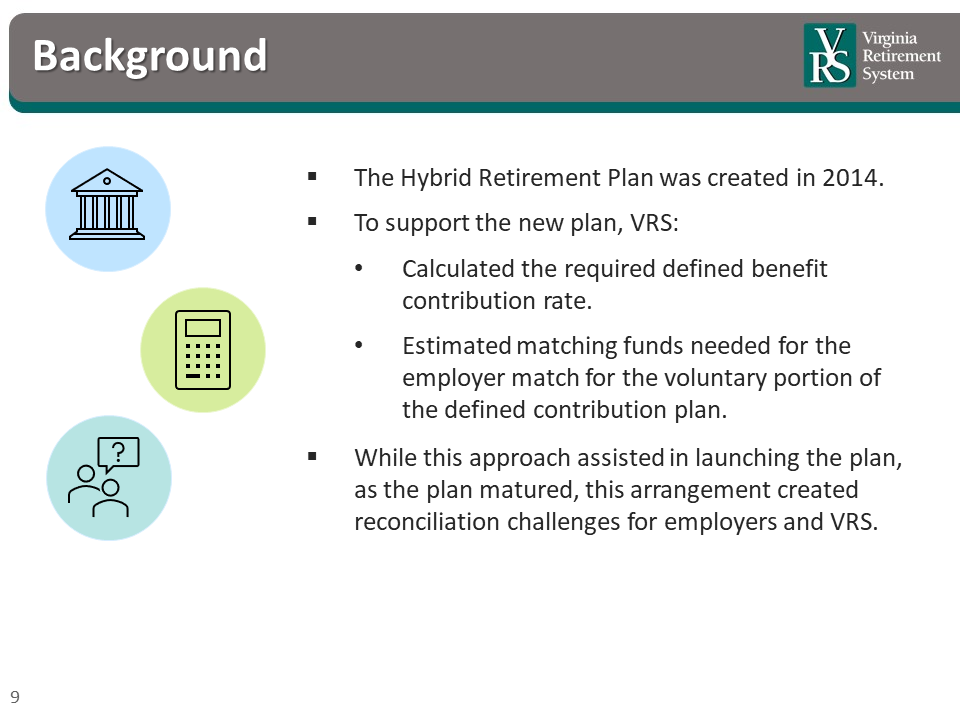 Background
VRS
Virginia
Retirement
System
▪ The Hybrid Retirement Plan was created in 2014.
▪ To support the new plan, VRS:
• Calculated the required defined benefit
contribution rate.
• Estimated matching funds needed for the
employer match for the voluntary portion of
the defined contribution plan.
▪ While this approach assisted in launching the plan,
as the plan matured, this arrangement created
reconciliation challenges for employers and VRS.
?
9